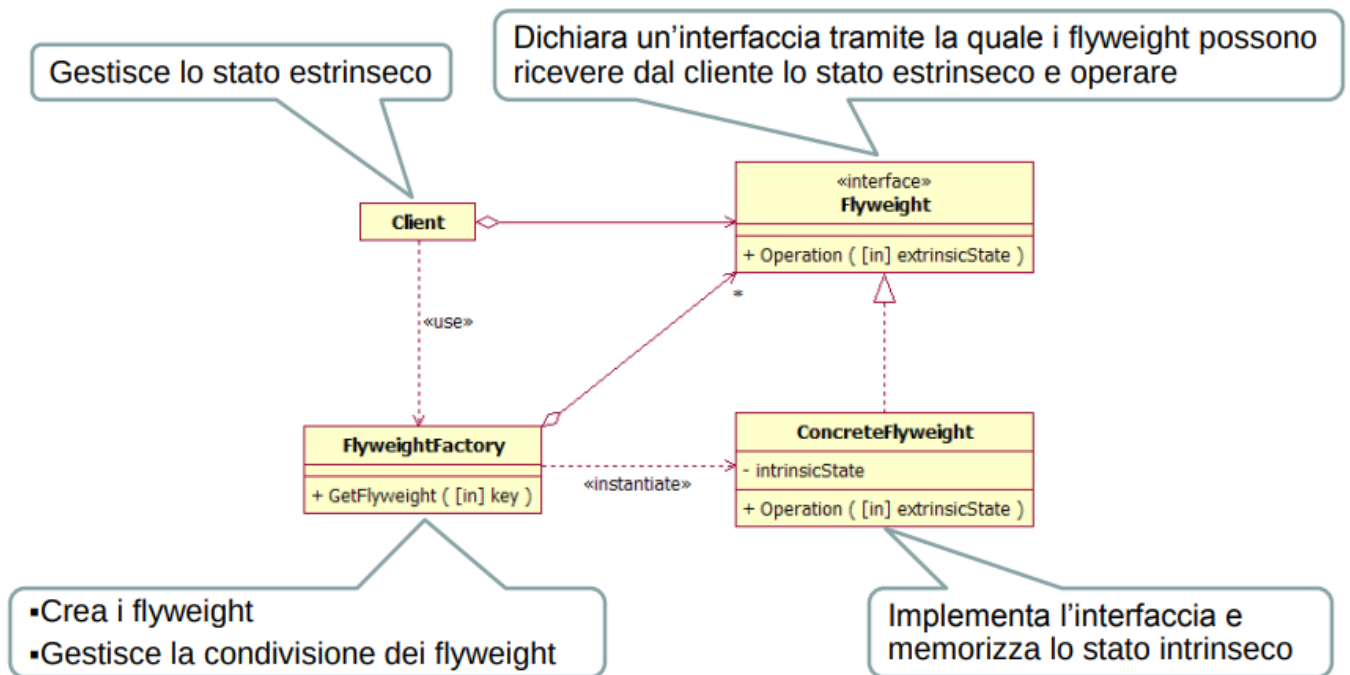 Gestisce lo stato estrinseco
Dichiara un'interfaccia tramite la quale i flyweight possono
ricevere dal cliente lo stato estrinseco e operare
Client
«interface»
Flyweight
+ Operation ( [in] extrinsicState )
*
«use»
FlyweightFactory
+ GetFlyweight ( [in] key )
«instantiate»
ConcreteFlyweight
- intrinsicState
+ Operation ( [in] extrinsicState )
▪Crea i flyweight
▪Gestisce la condivisione dei flyweight
Implementa l'interfaccia e
memorizza lo stato intrinseco